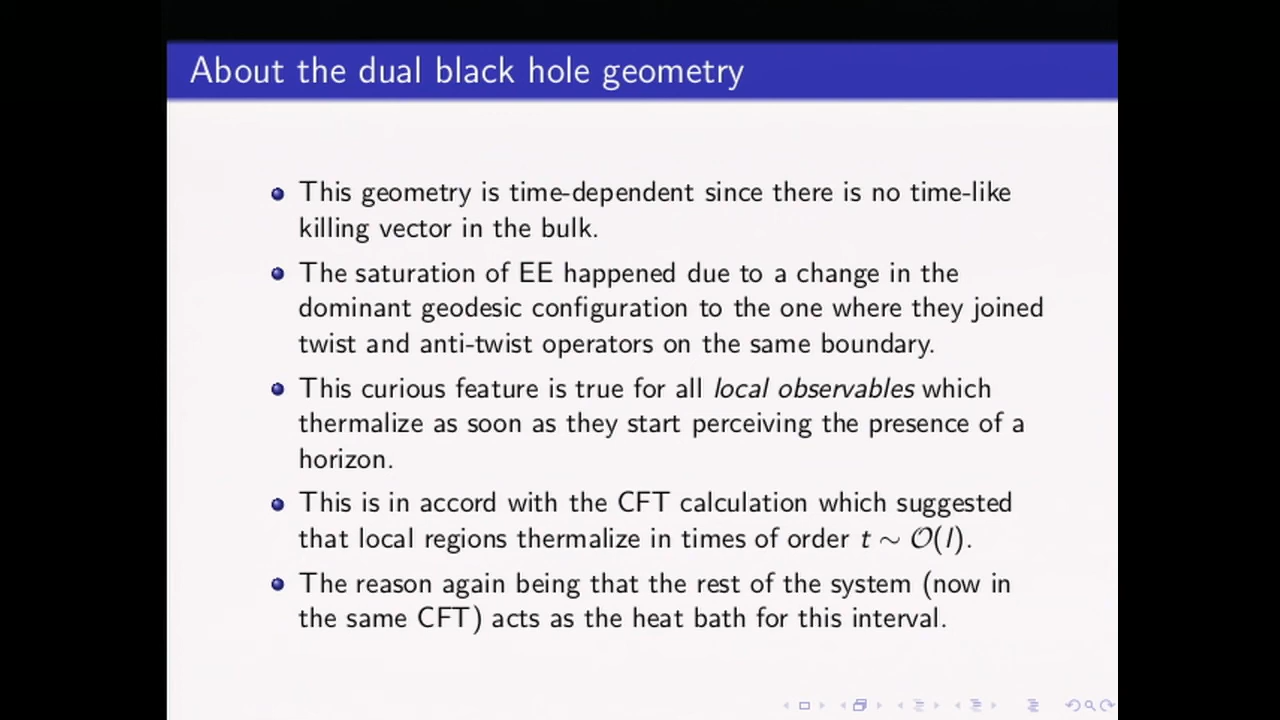 About the dual black hole geometry
This geometry is time-dependent since there is no time-like
killing vector in the bulk.
The saturation of EE happened due to a change in the
dominant geodesic configuration to the one where they joined
twist and anti-twist operators on the same boundary.
This curious feature is true for all local observables which
thermalize as soon as they start perceiving the presence of a
horizon.
This is in accord with the CFT calculation which suggested
that local regions thermalize in times of order t ∼ 𝒪(l).
The reason again being that the rest of the system (now in
the same CFT) acts as the heat bath for this interval.